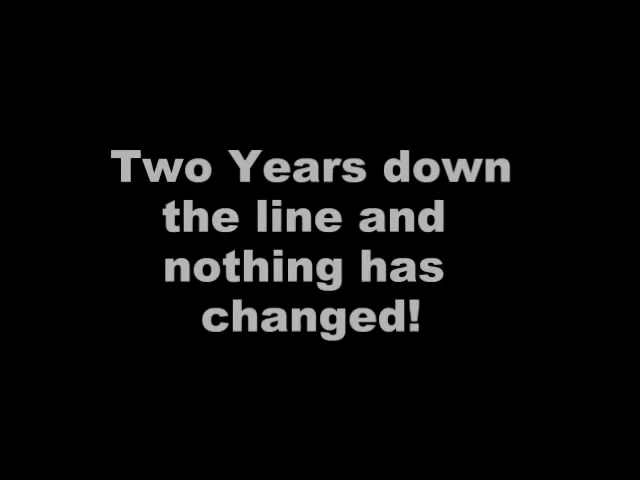 Two Years down
the line and
nothing has
changed!